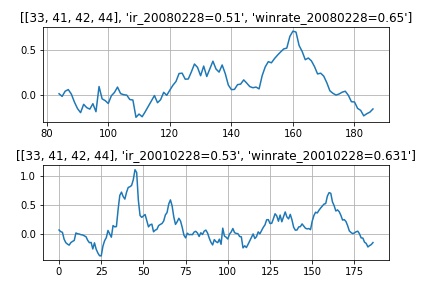 [[33, 41, 42, 44], 'ir_20080228=0.51', 'winrate_20080228=0.65']
0.5
0.0
80 100 120 140 160 180
[[33, 41, 42, 44], 'ir_20010228=0.53', 'winrate_20010228=0.631']
1.0
0.5
0.0
0 25 50 75 100 125 150 175